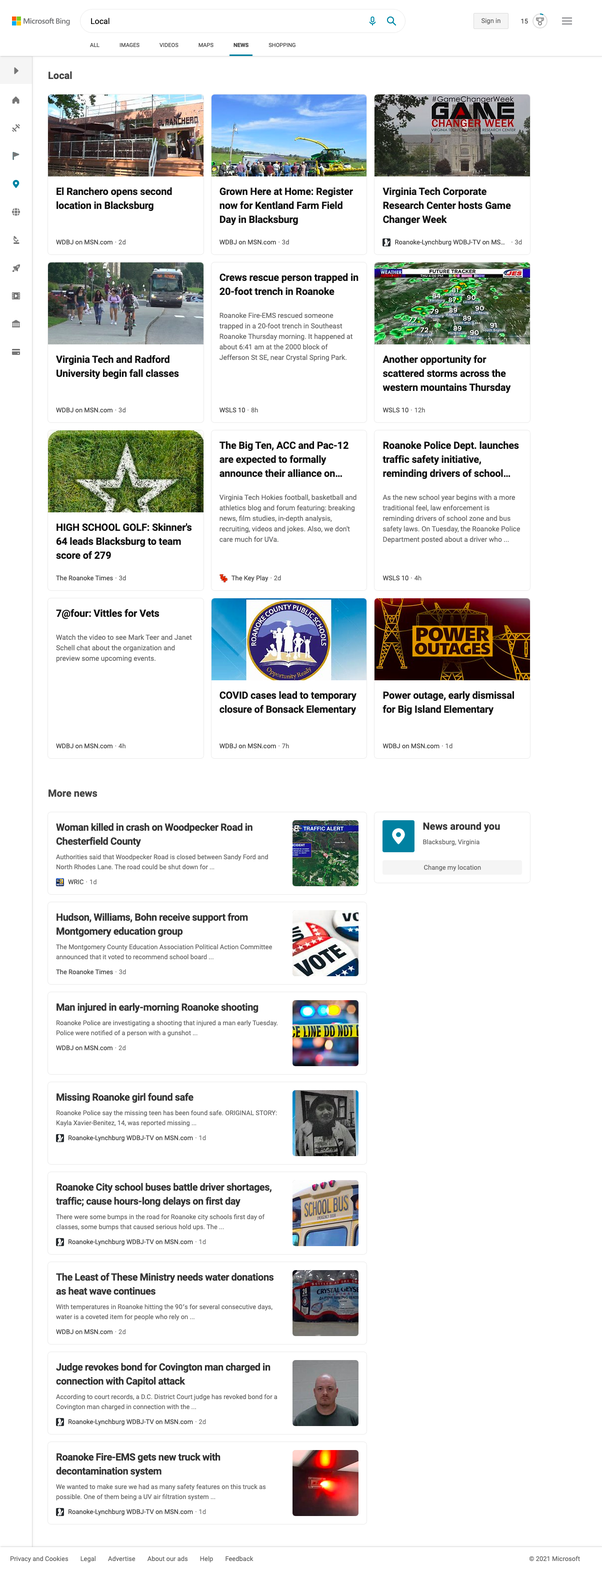 Microsoft Bing
Local
Sign in
15
ALL
IMAGES
VIDEOS
MAPS
NEWS
SHOPPING
Local
EL RANCHERO
#GameChangerWeek
GAME
CHANGER WEEK
VIRGINIA TECH CORPORATE RESEARCH CENTER
El Ranchero opens second
location in Blacksburg
WDBJ on MSN.com · 2d
Grown Here at Home: Register
now for Kentland Farm Field
Day in Blacksburg
WDBJ on MSN.com · 3d
Virginia Tech Corporate
Research Center hosts Game
Changer Week
Roanoke-Lynchburg WDBJ-TV on MS... · 3d
Virginia Tech and Radford
University begin fall classes
WDBJ on MSN.com · 3d
Crews rescue person trapped in
20-foot trench in Roanoke
Roanoke Fire-EMS rescued someone
trapped in a 20-foot trench in Southeast
Roanoke Thursday morning. It happened at
about 6:41 am at the 2000 block of
Jefferson St SE, near Crystal Spring Park.
WSLS 10 · 8h
WEATHER
FUTURE TRACKER
Another opportunity for
scattered storms across the
western mountains Thursday
WSLS 10 · 12h
HIGH SCHOOL GOLF: Skinner's
64 leads Blacksburg to team
score of 279
The Roanoke Times · 3d
The Big Ten, ACC and Pac-12
are expected to formally
announce their alliance on...
Virginia Tech Hokies football, basketball and
athletics blog and forum featuring: breaking
news, film studies, in-depth analysis,
recruiting, videos and jokes. Also, we don't
care much for UVa.
The Key Play · 2d
Roanoke Police Dept. launches
traffic safety initiative,
reminding drivers of school...
As the new school year begins with a more
traditional feel, law enforcement is
reminding drivers of school zone and bus
safety laws. On Tuesday, the Roanoke Police
Department posted about a driver who ...
WSLS 10 · 4h
7@four: Vittles for Vets
Watch the video to see Mark Teer and Janet
Schell chat about the organization and
preview some upcoming events.
WDBJ on MSN.com · 4h
ROANOKE COUNTY PUBLIC SCHOOLS
Opportunity Ready
COVID cases lead to temporary
closure of Bonsack Elementary
WDBJ on MSN.com · 7h
POWER
OUTAGES
Power outage, early dismissal
for Big Island Elementary
WDBJ on MSN.com · 1d
More news
Woman killed in crash on Woodpecker Road in
Chesterfield County
Authorities said that Woodpecker Road is closed between Sandy Ford and
North Rhodes Lane. The road could be shut down for ...
WRIC · 1d
TRAFFIC ALERT
News around you
Blacksburg, Virginia
Change my location
Hudson, Williams, Bohn receive support from
Montgomery education group
The Montgomery County Education Association Political Action Committee
announced that it voted to recommend school board ...
The Roanoke Times · 3d
VOTE
Man injured in early-morning Roanoke shooting
Roanoke Police are investigating a shooting that injured a man early Tuesday.
Police were notified of a person with a gunshot ...
WDBJ on MSN.com · 2d
CE LINE DO NOT
Missing Roanoke girl found safe
Roanoke Police say the missing teen has been found safe. ORIGINAL STORY:
Kayla Xavier-Benitez, 14, was reported missing ...
Roanoke-Lynchburg WDBJ-TV on MSN.com · 1d
Roanoke City school buses battle driver shortages,
traffic; cause hours-long delays on first day
There were some bumps in the road for Roanoke city schools first day of
classes, some bumps that caused serious hold ups. The ...
Roanoke-Lynchburg WDBJ-TV on MSN.com · 1d
SCHOOL BUS
The Least of These Ministry needs water donations
as heat wave continues
With temperatures in Roanoke hitting the 90's for several consecutive days,
water is a coveted item for people who rely on ...
WDBJ on MSN.com · 2d
CRYSTAL GEYSER
Judge revokes bond for Covington man charged in
connection with Capitol attack
According to court records, a D.C. District Court judge has revoked bond for a
Covington man charged in connection with the ...
Roanoke-Lynchburg WDBJ-TV on MSN.com · 2d
Roanoke Fire-EMS gets new truck with
decontamination system
We wanted to make sure we had as many safety features on this truck as
possible. One of them being a UV air filtration system ...
Roanoke-Lynchburg WDBJ-TV on MSN.com · 1d
Privacy and Cookies
Legal
Advertise
About our ads
Help
Feedback
© 2021 Microsoft